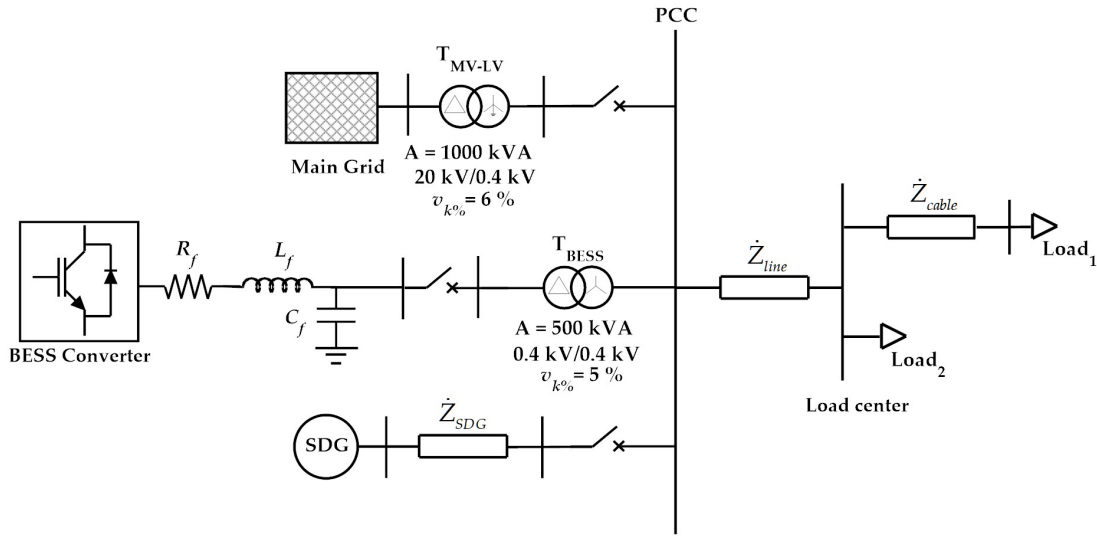 PCC
T_MV-LV
Main Grid
A = 1000 kVA
20 kV/0.4 kV
v_k% = 6 %
Ż_cable
Load_1
R_f
L_f
C_f
BESS Converter
T_BESS
A = 500 kVA
0.4 kV/0.4 kV
v_k% = 5 %
Ż_line
Load_2
Load center
SDG
Ż_SDG